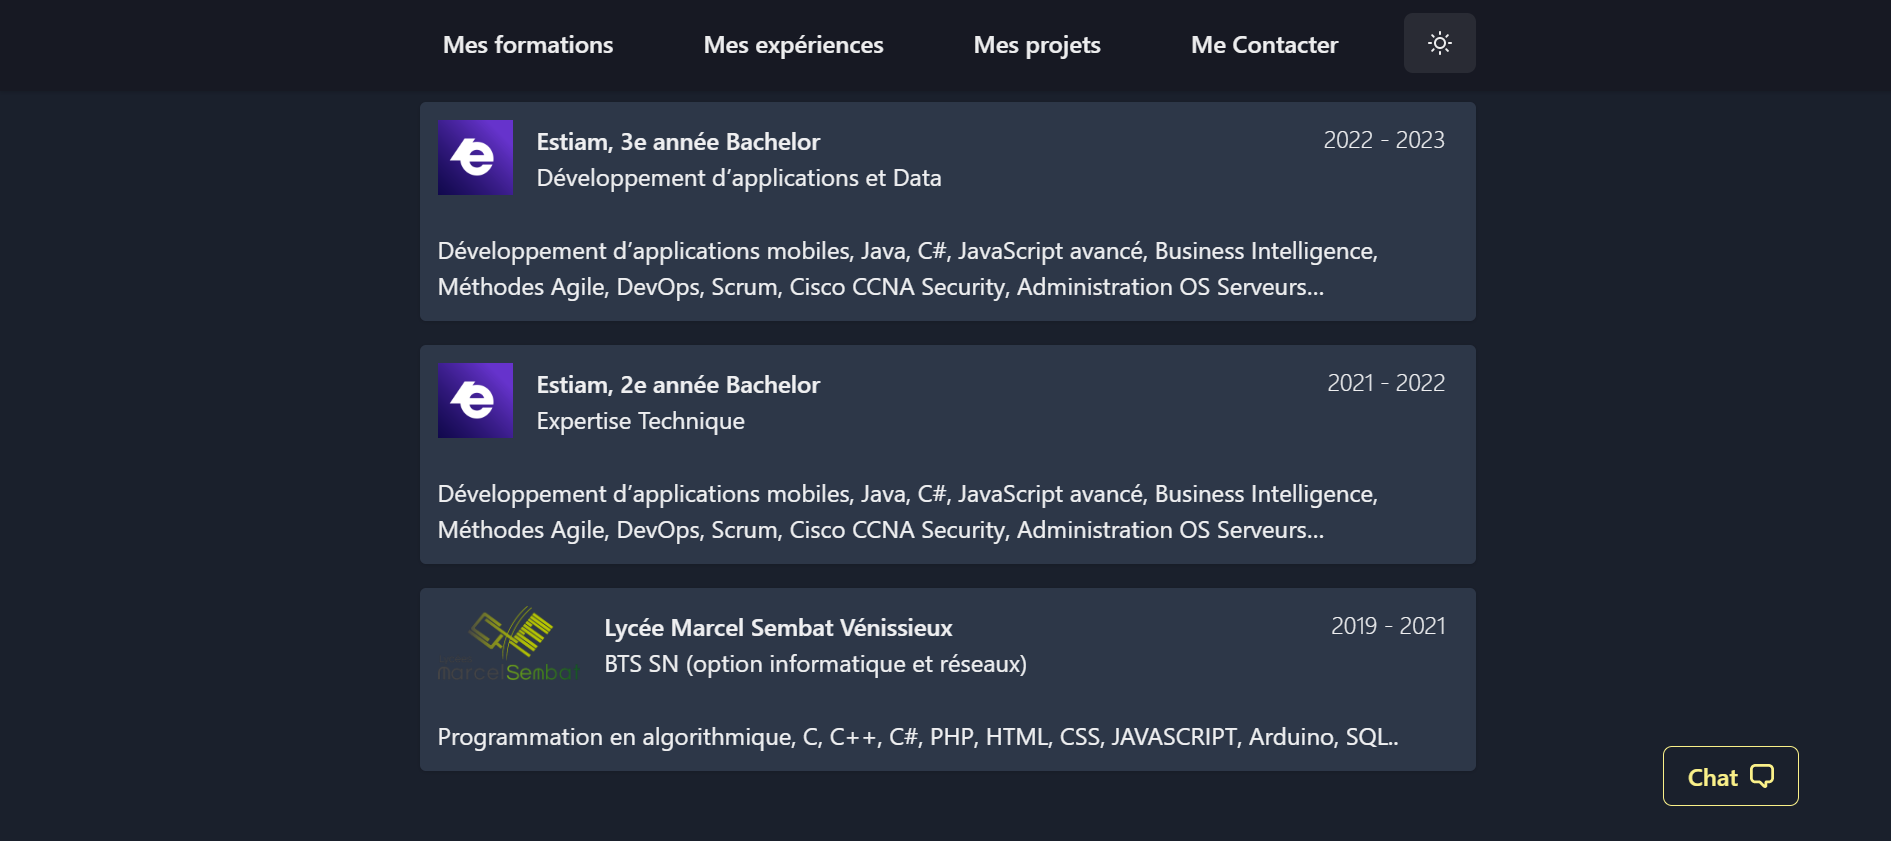 Mes formations Mes expériences Mes projets Me Contacter
Estiam, 3e année Bachelor 2022 - 2023
Développement d’applications et Data
Développement d’applications mobiles, Java, C#, JavaScript avancé, Business Intelligence,
Méthodes Agile, DevOps, Scrum, Cisco CCNA Security, Administration OS Serveurs...
Estiam, 2e année Bachelor 2021 - 2022
Expertise Technique
Développement d’applications mobiles, Java, C#, JavaScript avancé, Business Intelligence,
Méthodes Agile, DevOps, Scrum, Cisco CCNA Security, Administration OS Serveurs...
Lycée Marcel Sembat Vénissieux 2019 - 2021
BTS SN (option informatique et réseaux)
marcelSembat
Programmation en algorithmique, C, C++, C#, PHP, HTML, CSS, JAVASCRIPT, Arduino, SQL..
Chat